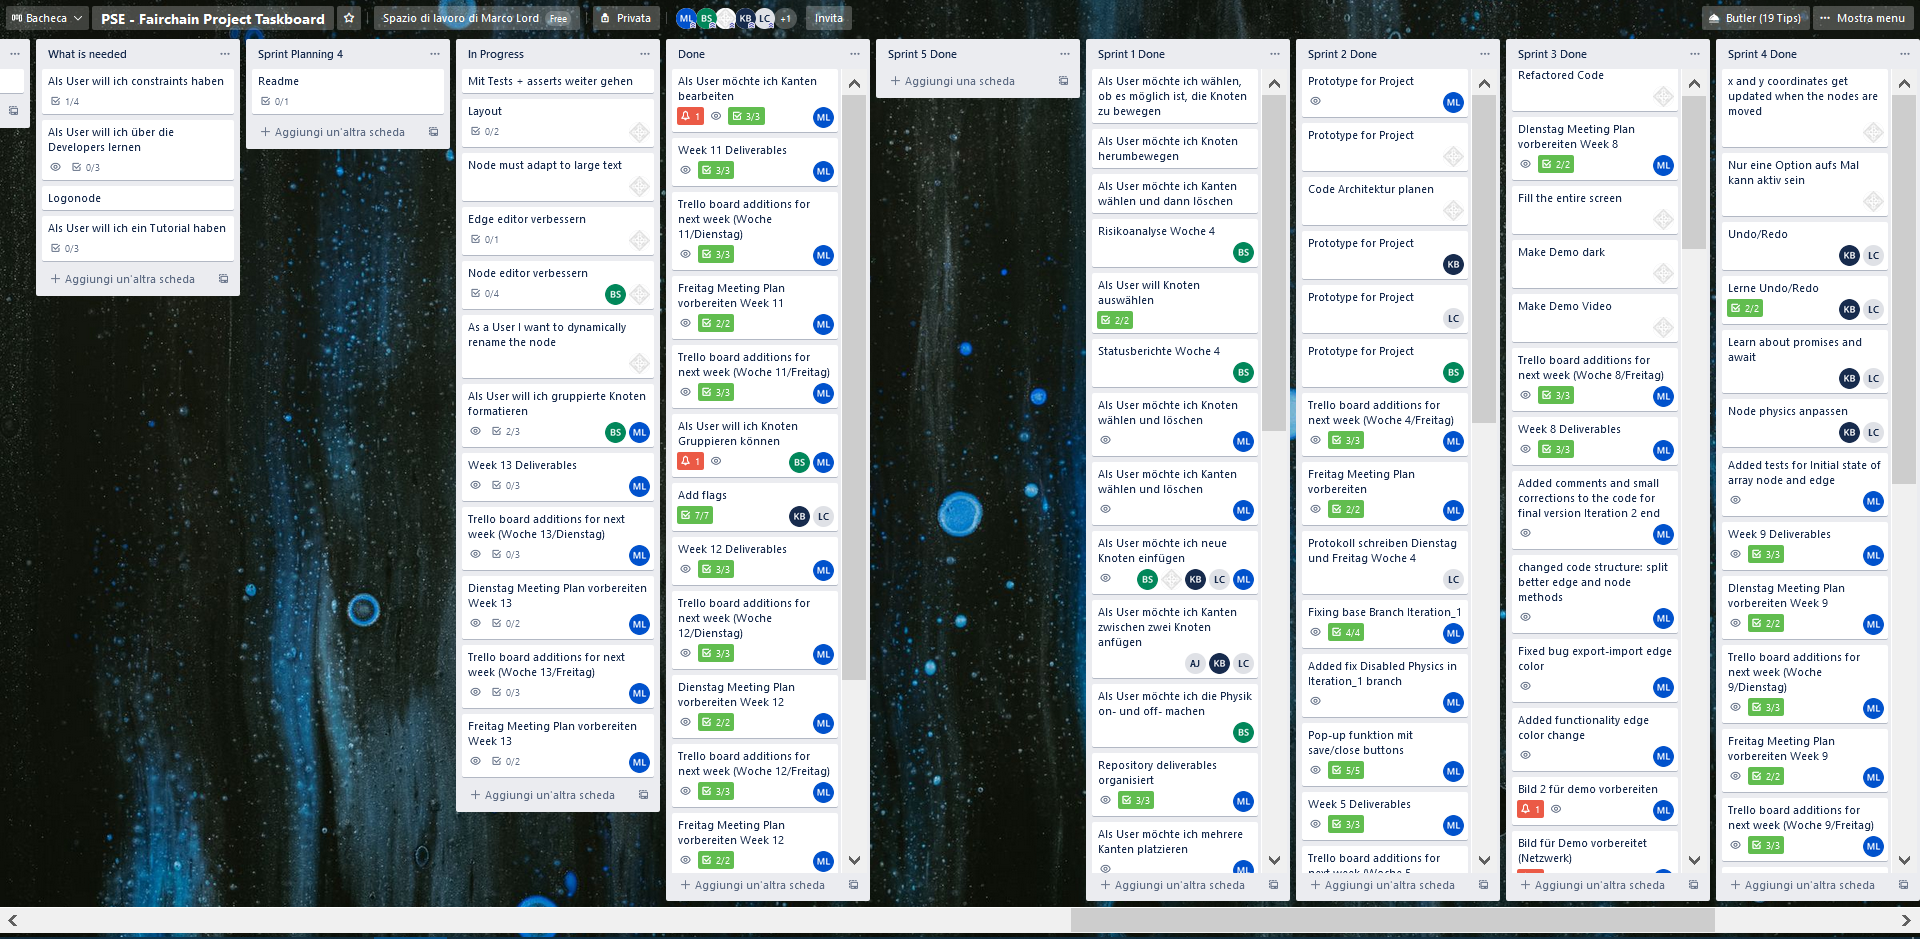 Bacheca
PSE - Fairchain Project Taskboard
Spazio di lavoro di Marco Lord Free
Privata
ML BS KB LC +1
Invita
Butler (19 Tips)
Mostra menu
What is needed
Als User will ich constraints haben
1/4
Als User will ich über die
Developers lernen
0/3
Logonode
Als User will ich ein Tutorial haben
0/3
Aggiungi un'altra scheda
Sprint Planning 4
Readme
0/1
Aggiungi un'altra scheda
In Progress
Mit Tests + asserts weiter gehen
Layout
0/2
Node must adapt to large text
Edge editor verbessern
0/1
Node editor verbessern
0/4
BS
As a User I want to dynamically
rename the node
Als User will ich gruppierte Knoten
formatieren
2/3
BS ML
Week 13 Deliverables
0/3
ML
Trello board additions for next
week (Woche 13/Dienstag)
0/3
ML
Dienstag Meeting Plan vorbereiten
Week 13
0/2
ML
Trello board additions for next
week (Woche 13/Freitag)
0/3
ML
Freitag Meeting Plan vorbereiten
Week 13
0/2
ML
Aggiungi un'altra scheda
Done
Als User möchte ich Kanten
bearbeiten
1 3/3
ML
Week 11 Deliverables
3/3
ML
Trello board additions for
next week (Woche
11/Dienstag)
3/3
ML
Freitag Meeting Plan
vorbereiten Week 11
2/2
ML
Trello board additions for
next week (Woche 11/Freitag)
3/3
ML
Als User will ich Knoten
Gruppieren können
1
BS ML
Add flags
7/7
KB LC
Week 12 Deliverables
3/3
ML
Trello board additions for
next week (Woche
12/Dienstag)
3/3
ML
Dienstag Meeting Plan
vorbereiten Week 12
2/2
ML
Trello board additions for
next week (Woche 12/Freitag)
3/3
ML
Freitag Meeting Plan
vorbereiten Week 12
2/2
ML
Aggiungi un'altra scheda
Sprint 5 Done
Aggiungi una scheda
Sprint 1 Done
Als User möchte ich wählen,
ob es möglich ist, die Knoten
zu bewegen
Als User möchte ich Knoten
herumbewegen
Als User möchte ich Kanten
wählen und dann löschen
Risikoanalyse Woche 4
BS
Als User will Knoten
auswählen
2/2
Statusberichte Woche 4
BS
Als User möchte ich Knoten
wählen und löschen
ML
Als User möchte ich Kanten
wählen und löschen
ML
Als User möchte ich neue
Knoten einfügen
BS KB LC ML
Als User möchte ich Kanten
zwischen zwei Knoten
anfügen
AJ KB LC
Als User möchte ich die Physik
on- und off- machen
BS
Repository deliverables
organisiert
3/3
ML
Als User möchte ich mehrere
Kanten platzieren
ML
Aggiungi un'altra scheda
Sprint 2 Done
Prototype for Project
ML
Prototype for Project
Code Architektur planen
Prototype for Project
KB
Prototype for Project
LC
Prototype for Project
BS
Trello board additions for
next week (Woche 4/Freitag)
3/3
ML
Freitag Meeting Plan
vorbereiten
2/2
ML
Protokoll schreiben Dienstag
und Freitag Woche 4
LC
Fixing base Branch Iteration_1
4/4
ML
Added fix Disabled Physics in
Iteration_1 branch
ML
Pop-up funktion mit
save/close buttons
5/5
ML
Week 5 Deliverables
3/3
ML
Trello board additions for
next week (Woche 5
Aggiungi un'altra scheda
Sprint 3 Done
Refactored Code
DIenstag Meeting Plan
vorbereiten Week 8
2/2
ML
Fill the entire screen
Make Demo dark
Make Demo Video
Trello board additions for
next week (Woche 8/Freitag)
3/3
ML
Week 8 Deliverables
3/3
ML
Added comments and small
corrections to the code for
final version Iteration 2 end
ML
changed code structure: split
better edge and node
methods
ML
Fixed bug export-import edge
color
ML
Added functionality edge
color change
ML
Bild 2 für demo vorbereiten
1
ML
Bild für Demo vorbereitet
(Netzwerk)
Aggiungi un'altra scheda
Sprint 4 Done
x and y coordinates get
updated when the nodes are
moved
Nur eine Option aufs Mal
kann aktiv sein
Undo/Redo
KB LC
Lerne Undo/Redo
2/2
KB LC
Learn about promises and
await
KB LC
Node physics anpassen
KB LC
Added tests for Initial state of
array node and edge
ML
Week 9 Deliverables
3/3
ML
DIenstag Meeting Plan
vorbereiten Week 9
2/2
ML
Trello board additions for
next week (Woche
9/Dienstag)
3/3
ML
Freitag Meeting Plan
vorbereiten Week 9
2/2
ML
Trello board additions for
next week (Woche 9/Freitag)
3/3
ML
Aggiungi un'altra scheda